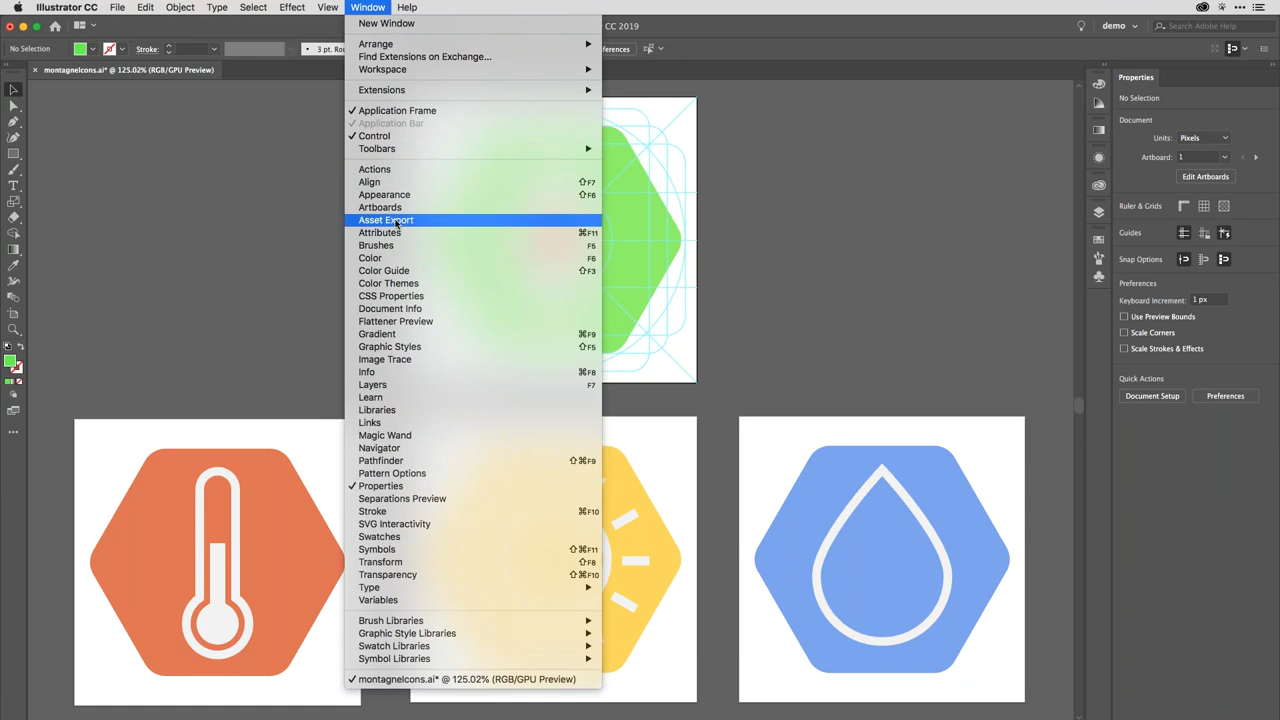 Illustrator CC File Edit Object Type Select Effect View Window Help
CC 2019 demo Search Adobe Help
No Selection Stroke: 3 pt. Rou ferences
montagneIcons.ai* @ 125.02% (RGB/GPU Preview)
New Window
Arrange
Find Extensions on Exchange...
Workspace
Extensions
Application Frame
Application Bar
Control
Toolbars
Actions
Align ⇧F7
Appearance ⇧F6
Artboards
Asset Export
Attributes ⌘F11
Brushes F5
Color F6
Color Guide ⇧F3
Color Themes
CSS Properties
Document Info
Flattener Preview
Gradient ⌘F9
Graphic Styles ⇧F5
Image Trace
Info ⌘F8
Layers F7
Learn
Libraries
Links
Magic Wand
Navigator
Pathfinder ⇧⌘F9
Pattern Options
Properties
Separations Preview
Stroke ⌘F10
SVG Interactivity
Swatches
Symbols ⇧⌘F11
Transform ⇧F8
Transparency ⇧⌘F10
Type
Variables
Brush Libraries
Graphic Style Libraries
Swatch Libraries
Symbol Libraries
montagneIcons.ai* @ 125.02% (RGB/GPU Preview)
Properties
No Selection
Document
Units: Pixels
Artboard: 1
Edit Artboards
Ruler & Grids
Guides
Snap Options
Preferences
Keyboard Increment: 1 px
Use Preview Bounds
Scale Corners
Scale Strokes & Effects
Quick Actions
Document Setup Preferences